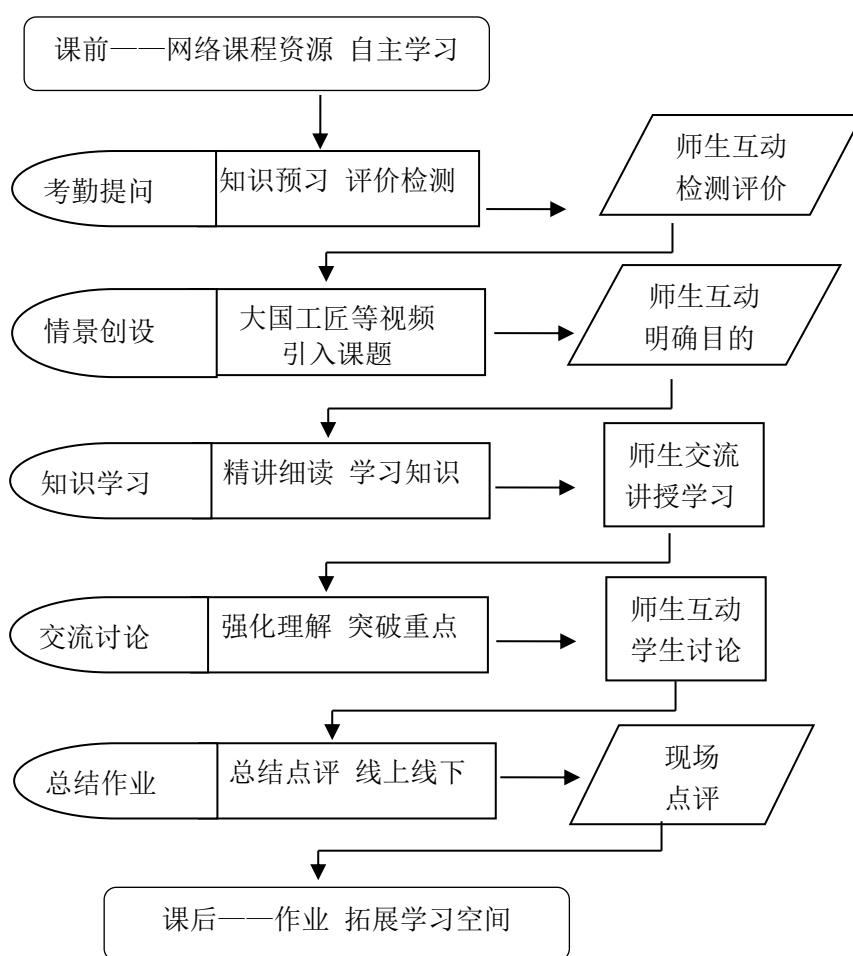 课前——网络课程资源 自主学习
考勤提问
知识预习 评价检测
师生互动
检测评价
情景创设
大国工匠等视频
引入课题
师生互动
明确目的
知识学习
精讲细读 学习知识
师生交流
讲授学习
交流讨论
强化理解 突破重点
师生互动
学生讨论
总结作业
总结点评 线上线下
现场
点评
课后——作业 拓展学习空间